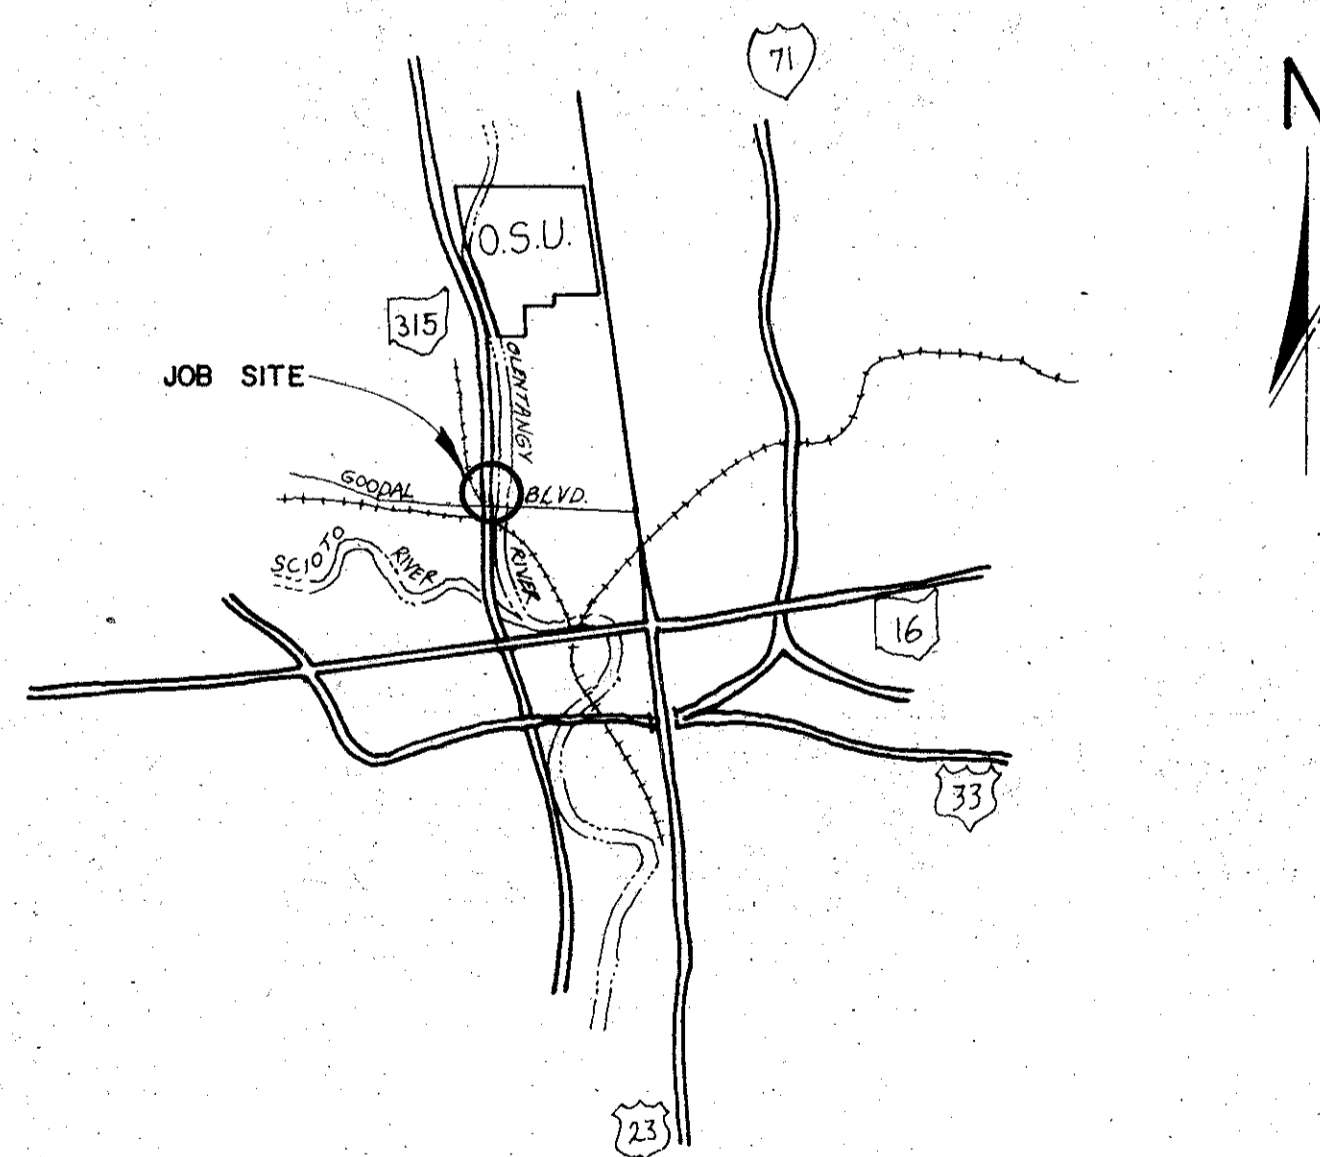 71
N
O.S.U.
315
JOB SITE
OLENTANGY
GOODAL
BLVD.
SCIOTO
RIVER
RIVER
16
33
23